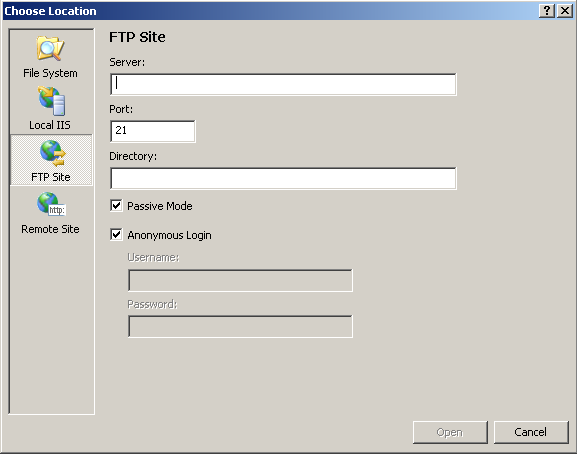 Choose Location
File System
Local IIS
FTP Site
http:
Remote Site
FTP Site
Server:
Port:
21
Directory:
Passive Mode
Anonymous Login
Username:
Password:
Open
Cancel